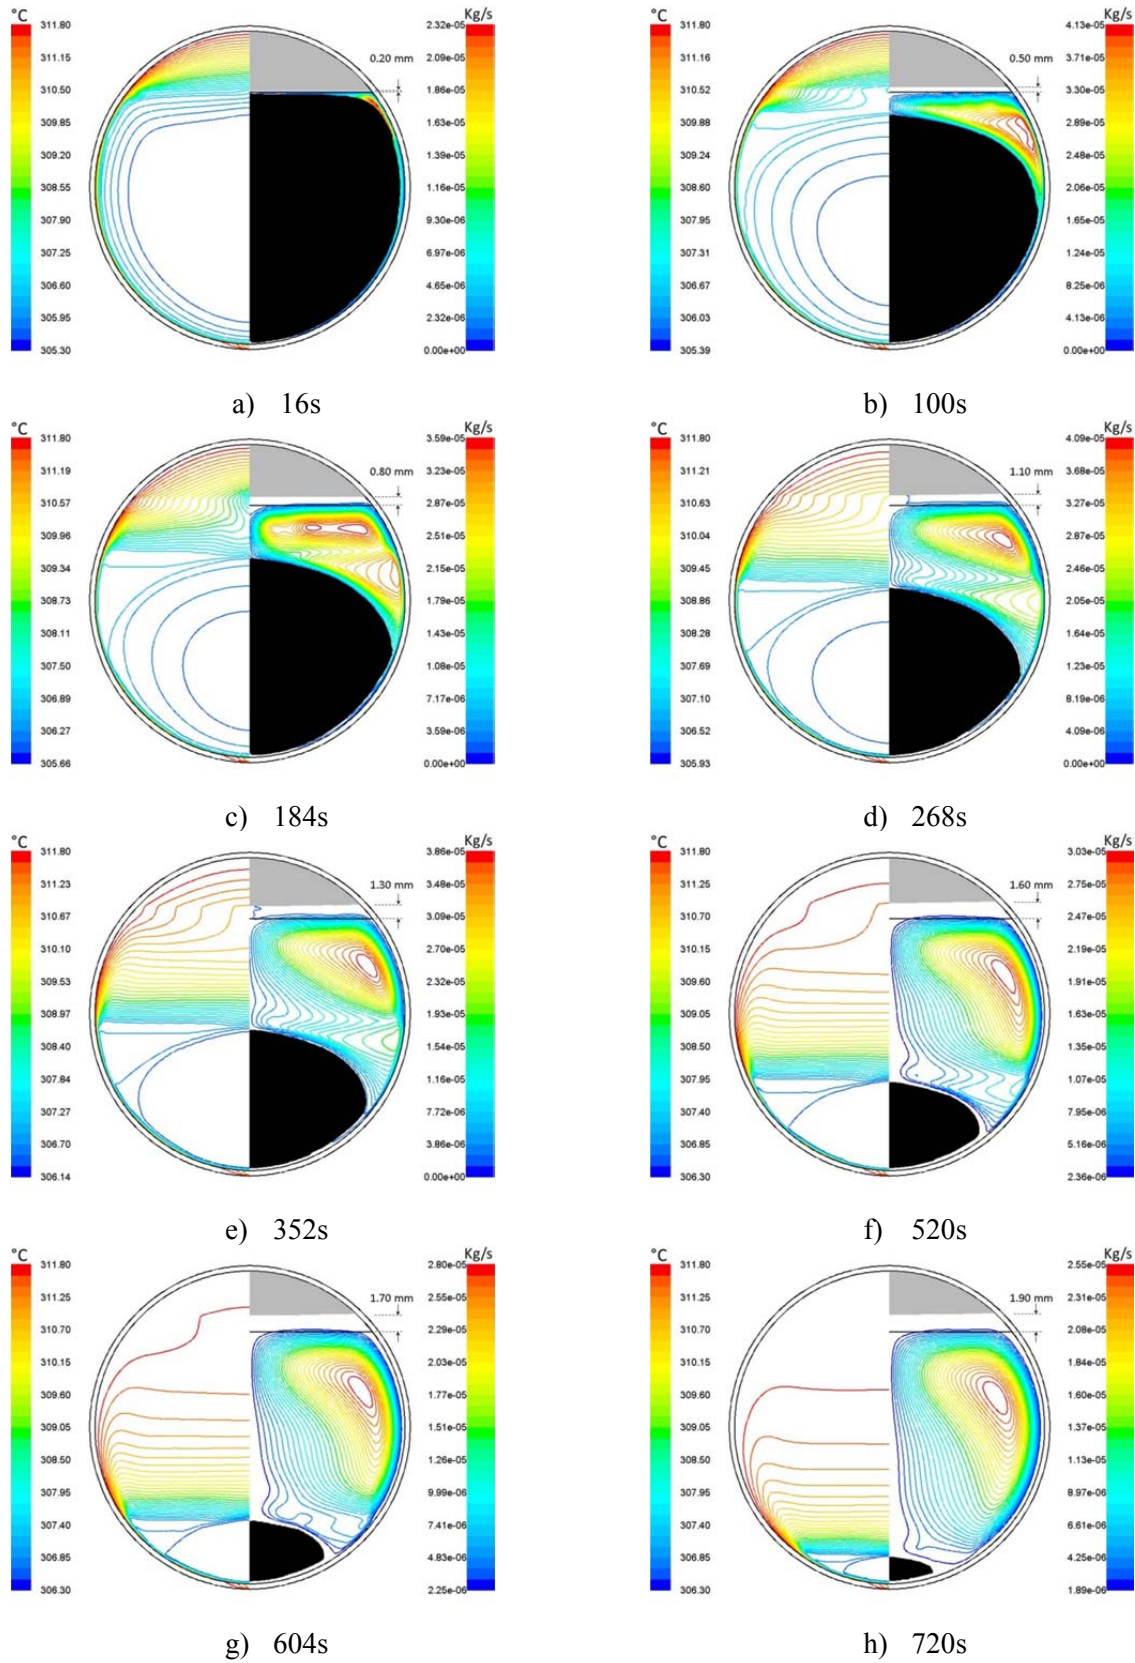 °C
Kg/s
311.80
311.15
310.50
309.85
309.20
308.55
307.90
307.25
306.60
305.95
305.30
0.20 mm
2.32e-05
2.09e-05
1.86e-05
1.63e-05
1.39e-05
1.16e-05
9.30e-06
6.97e-06
4.65e-06
2.32e-06
0.00e+00
a) 16s
°C
Kg/s
311.80
311.16
310.52
309.88
309.24
308.60
307.95
307.31
306.67
306.03
305.39
0.50 mm
4.13e-05
3.71e-05
3.30e-05
2.89e-05
2.48e-05
2.06e-05
1.65e-05
1.24e-05
8.25e-06
4.13e-06
0.00e+00
b) 100s
°C
Kg/s
311.80
311.19
310.57
309.96
309.34
308.73
308.11
307.50
306.89
306.27
305.66
0.80 mm
3.59e-05
3.23e-05
2.87e-05
2.51e-05
2.15e-05
1.79e-05
1.43e-05
1.08e-05
7.17e-06
3.59e-06
0.00e+00
c) 184s
°C
Kg/s
311.80
311.21
310.63
310.04
309.45
308.86
308.28
307.69
307.10
306.52
305.93
1.10 mm
4.09e-05
3.68e-05
3.27e-05
2.87e-05
2.46e-05
2.05e-05
1.64e-05
1.23e-05
8.19e-06
4.09e-06
0.00e+00
d) 268s
°C
Kg/s
311.80
311.23
310.67
310.10
309.53
308.97
308.40
307.84
307.27
306.70
306.14
1.30 mm
3.86e-05
3.48e-05
3.09e-05
2.70e-05
2.32e-05
1.93e-05
1.54e-05
1.16e-05
7.72e-06
3.86e-06
0.00e+00
e) 352s
°C
Kg/s
311.80
311.25
310.70
310.15
309.60
309.05
308.50
307.95
307.40
306.85
306.30
1.60 mm
3.03e-05
2.75e-05
2.47e-05
2.19e-05
1.91e-05
1.63e-05
1.35e-05
1.07e-05
7.95e-06
5.16e-06
2.36e-06
f) 520s
°C
Kg/s
311.80
311.25
310.70
310.15
309.60
309.05
308.50
307.95
307.40
306.85
306.30
1.70 mm
2.80e-05
2.54e-05
2.29e-05
2.03e-05
1.77e-05
1.51e-05
1.26e-05
9.99e-06
7.41e-06
4.83e-06
2.25e-06
g) 604s
°C
Kg/s
311.80
311.25
310.70
310.15
309.60
309.05
308.50
307.95
307.40
306.85
306.30
1.90 mm
2.55e-05
2.31e-05
2.08e-05
1.84e-05
1.60e-05
1.37e-05
1.13e-05
8.97e-06
6.61e-06
4.25e-06
1.89e-06
h) 720s